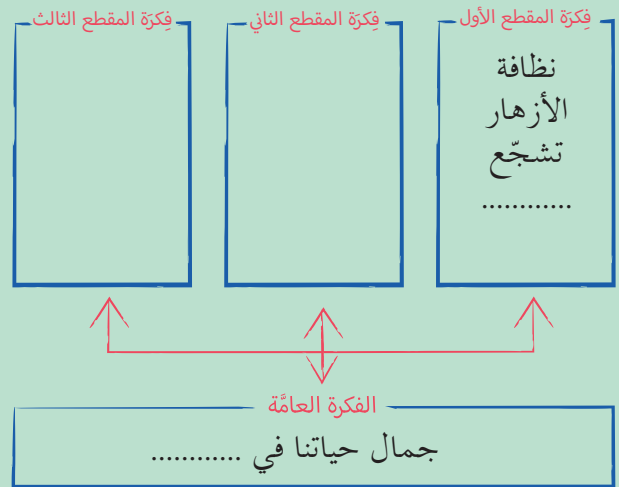 فِكرَة المقطع الأول
نظافة
الأزهار
تشجّع
............
فِكرَة المقطع الثاني
فِكرَة المقطع الثالث
الفكرة العامَّة
جمال حياتنا في ............